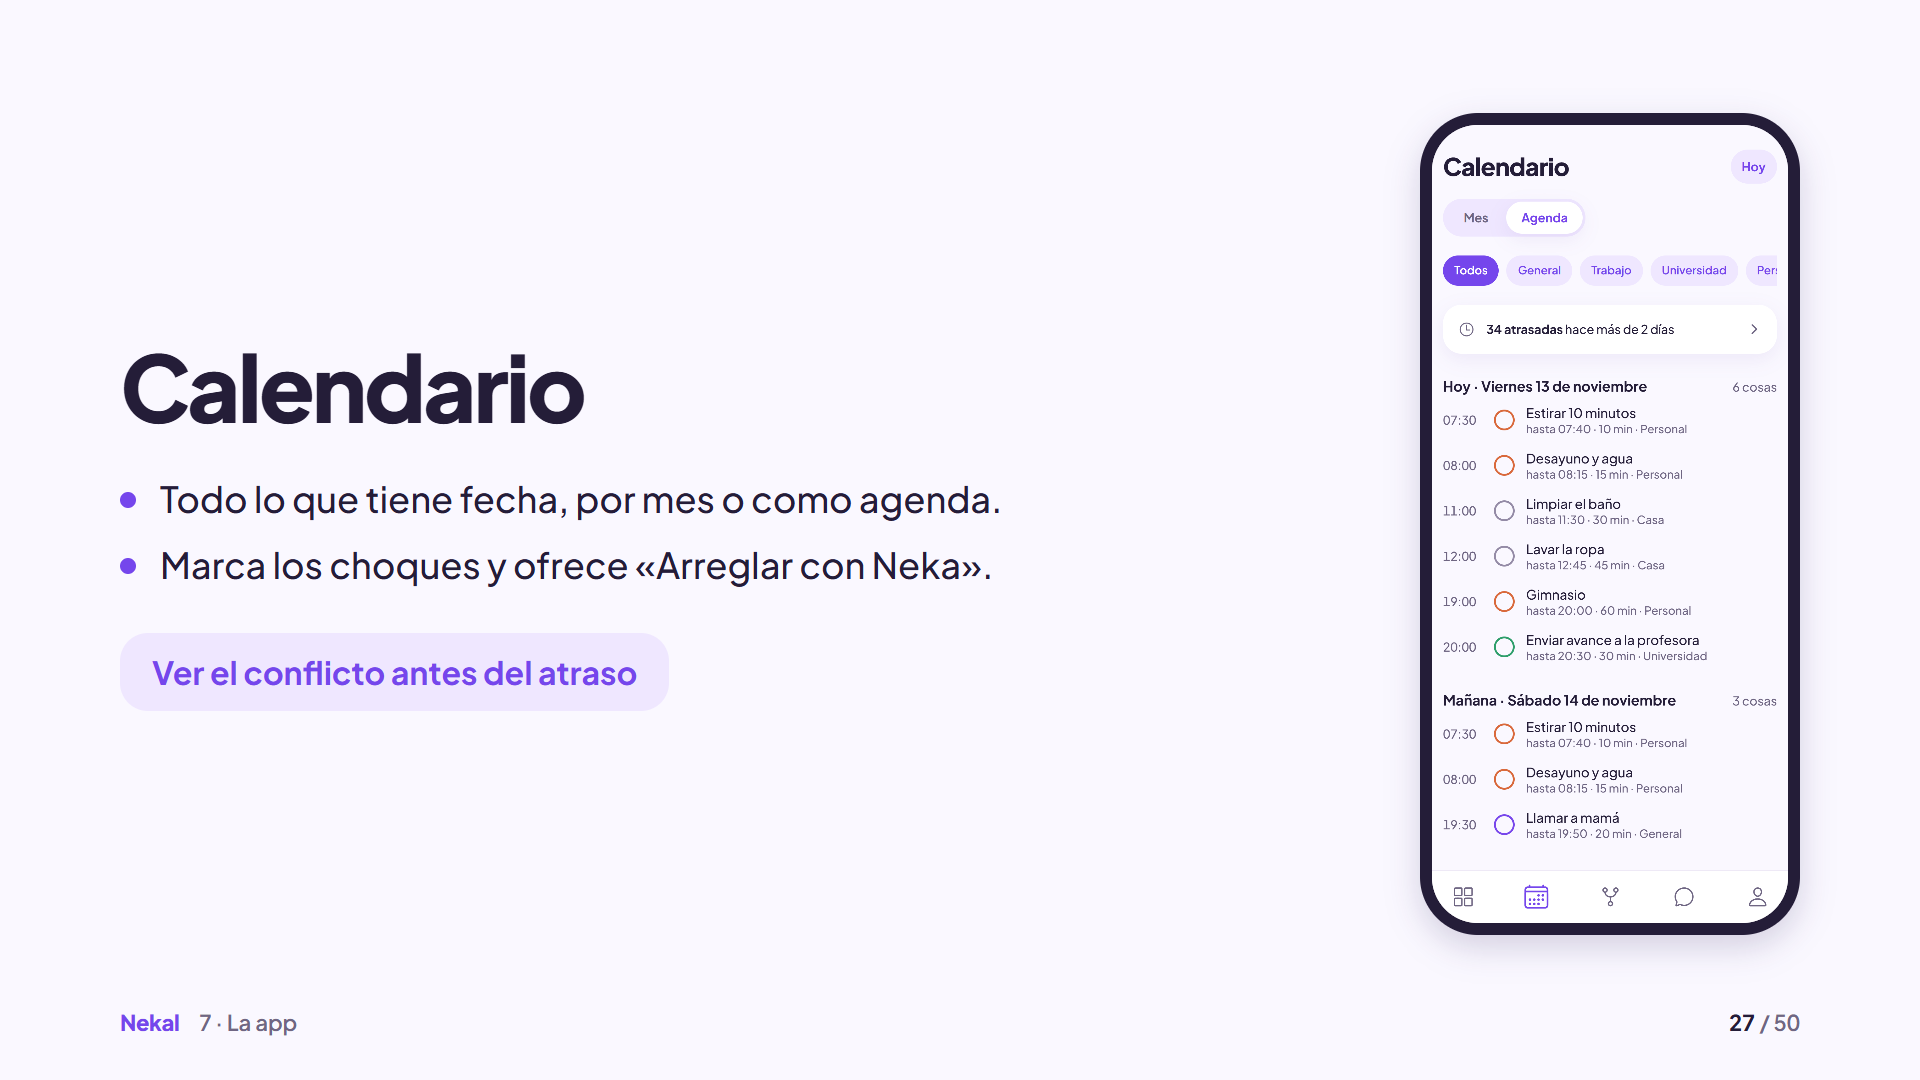 Calendario
Todo lo que tiene fecha, por mes o como agenda.
Marca los choques y ofrece «Arreglar con Neka».
Ver el conflicto antes del atraso
Calendario
Hoy
Mes
Agenda
Todos
General
Trabajo
Universidad
Pers
34 atrasadas hace más de 2 días
Hoy · Viernes 13 de noviembre
6 cosas
07:30
Estirar 10 minutos
hasta 07:40 · 10 min · Personal
08:00
Desayuno y agua
hasta 08:15 · 15 min · Personal
11:00
Limpiar el baño
hasta 11:30 · 30 min · Casa
12:00
Lavar la ropa
hasta 12:45 · 45 min · Casa
19:00
Gimnasio
hasta 20:00 · 60 min · Personal
20:00
Enviar avance a la profesora
hasta 20:30 · 30 min · Universidad
Mañana · Sábado 14 de noviembre
3 cosas
07:30
Estirar 10 minutos
hasta 07:40 · 10 min · Personal
08:00
Desayuno y agua
hasta 08:15 · 15 min · Personal
19:30
Llamar a mamá
hasta 19:50 · 20 min · General
Nekal 7 · La app
27 / 50